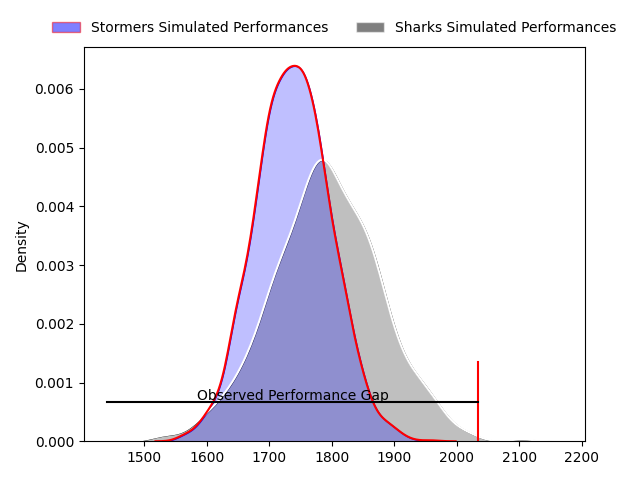 Stormers Simulated Performances
Sharks Simulated Performances
0.006
0.005
0.004
0.003
0.002
0.001
0.000
Density
Observed Performance Gap
1500 1600 1700 1800 1900 2000 2100 2200